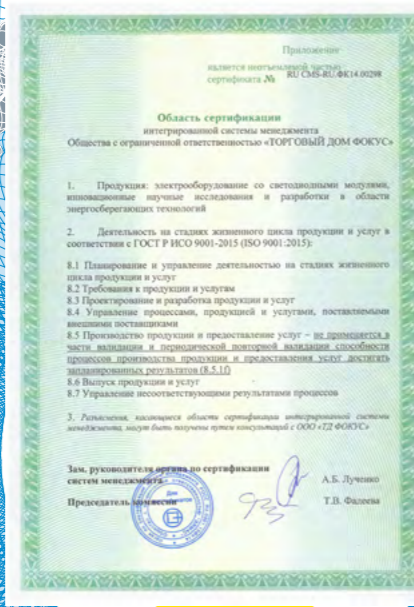 Приложение
является неотъемлемой частью
сертификата № RU CMS-RU.ФК14.00298
Область сертификации
интегрированной системы менеджмента
Общества с ограниченной ответственностью «ТОРГОВЫЙ ДОМ ФОКУС»
1. Продукция: электрооборудование со светодиодными модулями,
инновационные научные исследования и разработки в области
энергосберегающих технологий
2. Деятельность на стадиях жизненного цикла продукции и услуг в
соответствии с ГОСТ Р ИСО 9001-2015 (ISO 9001:2015):
8.1 Планирование и управление деятельностью на стадиях жизненного
цикла продукции и услуг
8.2 Требования к продукции и услугам
8.3 Проектирование и разработка продукции и услуг
8.4 Управление процессами, продукцией и услугами, поставляемыми
внешними поставщиками
8.5 Производство продукции и предоставление услуг – не применяется в
части валидации и периодической повторной валидации способности
процессов производства продукции и предоставления услуг достигать
запланированных результатов (8.5.1f)
8.6 Выпуск продукции и услуг
8.7 Управление несоответствующими результатами процессов
3. Разъяснения, касающиеся области сертификации интегрированной системы
менеджмента, могут быть получены путем консультаций с ООО «ТД ФОКУС»
Зам. руководителя органа по сертификации
систем менеджмента А.Б. Лученко
Председатель комиссии Т.В. Фадеева